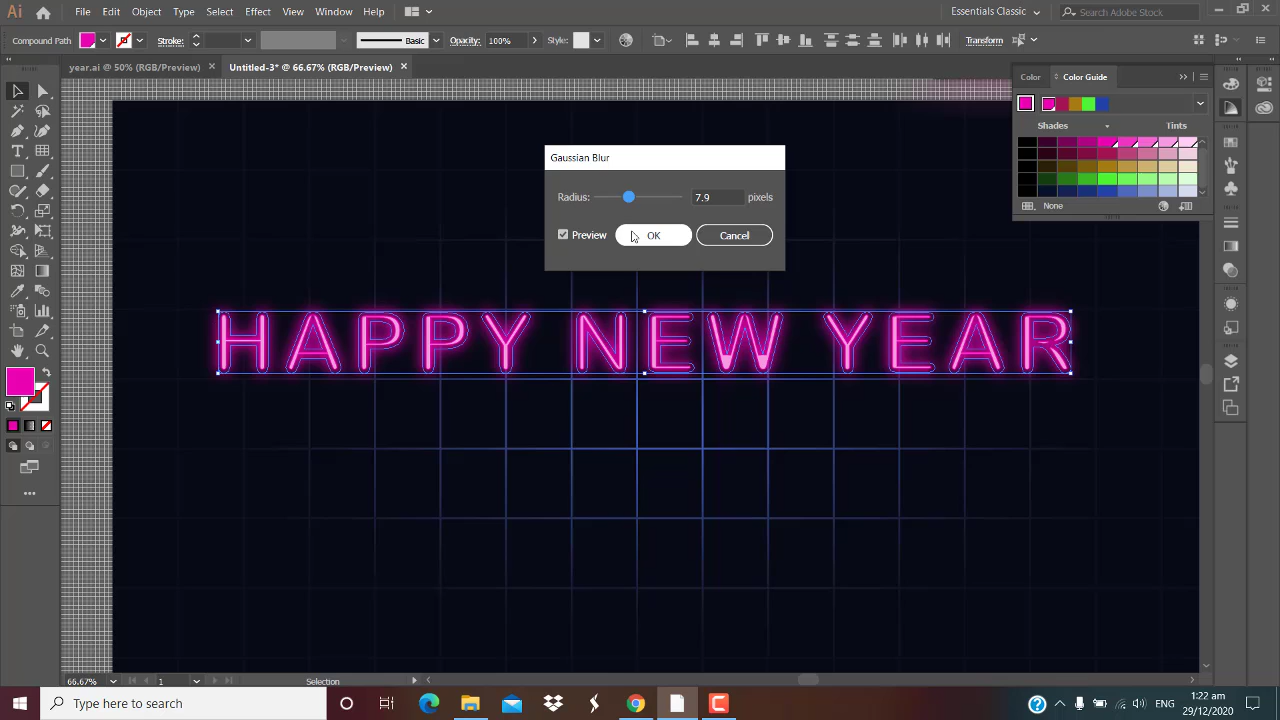 Ai File Edit Object Type Select Effect View Window Help Essentials Classic Search Adobe Stock
Compound Path Stroke: Basic Opacity: 100% Style: Transform
year.ai @ 50% (RGB/Preview) Untitled-3* @ 66.67% (RGB/Preview)
Color Color Guide
Shades Tints
None
Gaussian Blur
Radius: 7.9 pixels
Preview OK Cancel
HAPPY NEW YEAR
66.67% 1 Selection
Type here to search
1:22 am
29/12/2020